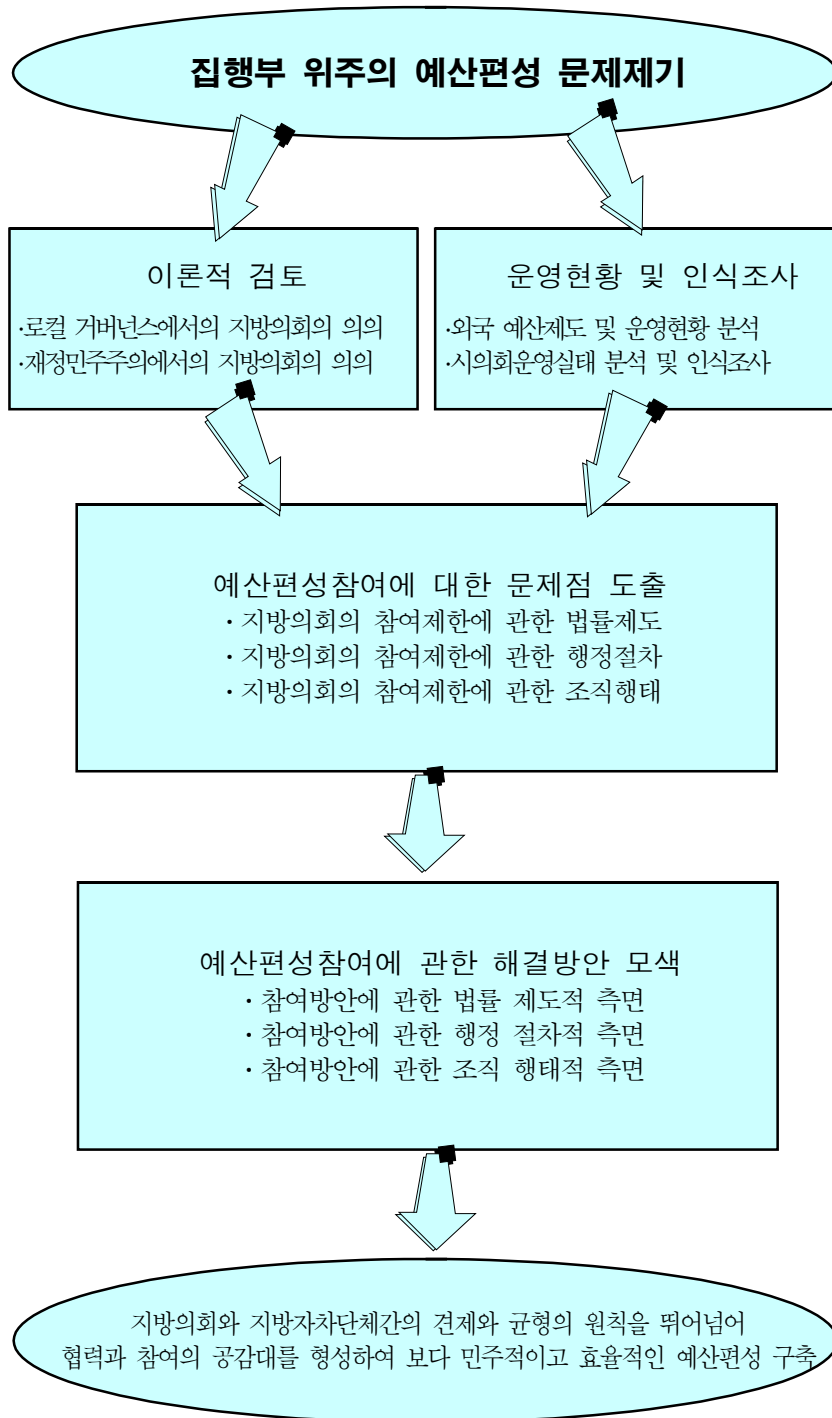 집행부 위주의 예산편성 문제제기
이론적 검토
·로컬 거버넌스에서의 지방의회의 의의
·재정민주주의에서의 지방의회의 의의
운영현황 및 인식조사
·외국 예산제도 및 운영현황 분석
·시의회운영실태 분석 및 인식조사
예산편성참여에 대한 문제점 도출
· 지방의회의 참여제한에 관한 법률제도
· 지방의회의 참여제한에 관한 행정절차
· 지방의회의 참여제한에 관한 조직행태
예산편성참여에 관한 해결방안 모색
· 참여방안에 관한 법률 제도적 측면
· 참여방안에 관한 행정 절차적 측면
· 참여방안에 관한 조직 행태적 측면
지방의회와 지방자차단체간의 견제와 균형의 원칙을 뛰어넘어
협력과 참여의 공감대를 형성하여 보다 민주적이고 효율적인 예산편성 구축